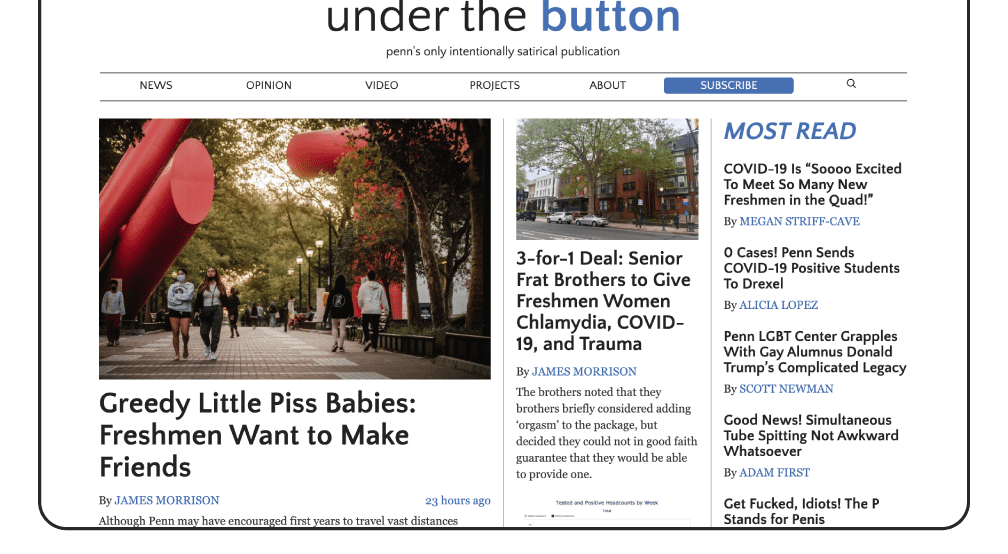 under the button
penn's only intentionally satirical publication
NEWS OPINION VIDEO PROJECTS ABOUT SUBSCRIBE
Greedy Little Piss Babies:
Freshmen Want to Make
Friends
By JAMES MORRISON 23 hours ago
Although Penn may have encouraged first years to travel vast distances
3-for-1 Deal: Senior
Frat Brothers to Give
Freshmen Women
Chlamydia, COVID-
19, and Trauma
By JAMES MORRISON
The brothers noted that they
brothers briefly considered adding
‘orgasm’ to the package, but
decided they could not in good faith
guarantee that they would be able
to provide one.
Tested and Positive Headcounts by Week
Total
MOST READ
COVID-19 Is “Soooo Excited
To Meet So Many New
Freshmen in the Quad!”
By MEGAN STRIFF-CAVE
0 Cases! Penn Sends
COVID-19 Positive Students
To Drexel
By ALICIA LOPEZ
Penn LGBT Center Grapples
With Gay Alumnus Donald
Trump’s Complicated Legacy
By SCOTT NEWMAN
Good News! Simultaneous
Tube Spitting Not Awkward
Whatsoever
By ADAM FIRST
Get Fucked, Idiots! The P
Stands for Penis